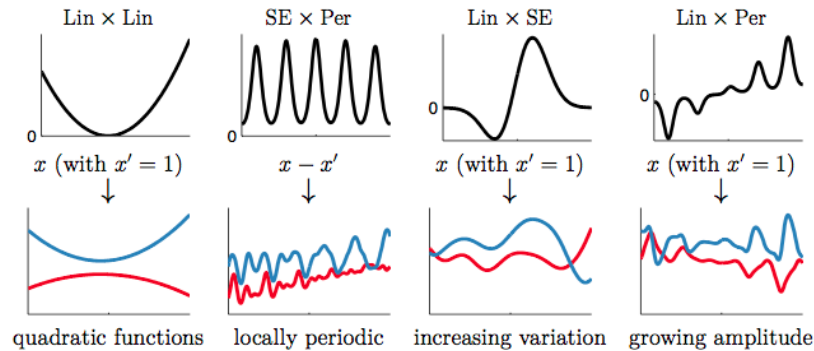 Lin × Lin
SE × Per
Lin × SE
Lin × Per
0
0
0
0
x (with x′ = 1)
x − x′
x (with x′ = 1)
x (with x′ = 1)
↓
↓
↓
↓
quadratic functions
locally periodic
increasing variation
growing amplitude